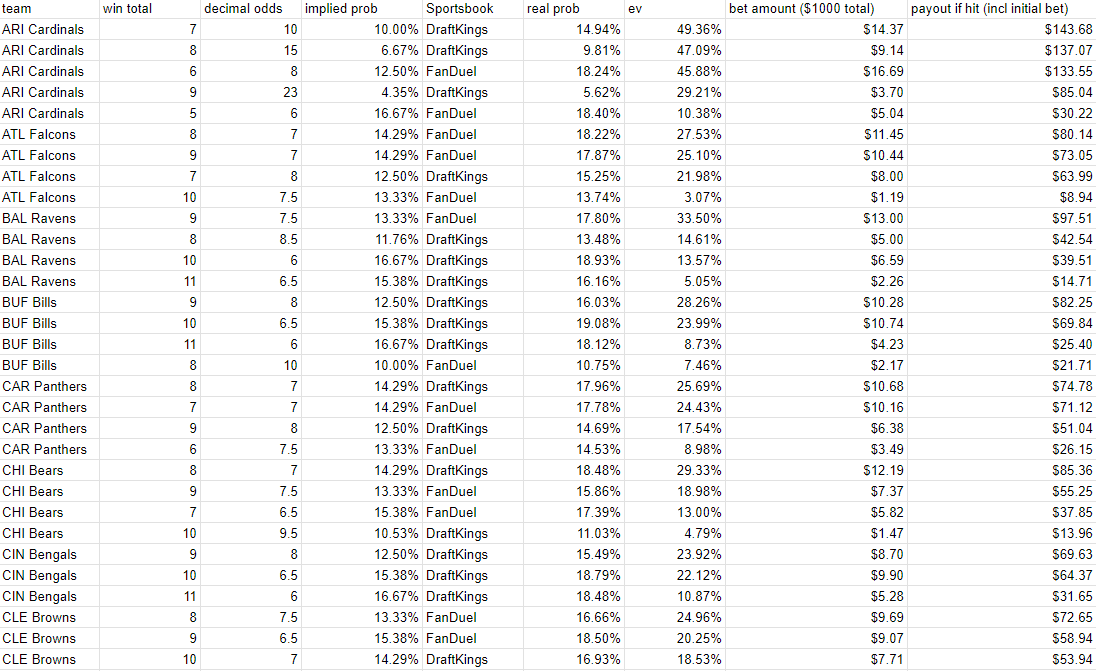 team win total decimal odds implied prob Sportsbook real prob ev bet amount ($1000 total) payout if hit (incl initial bet)
ARI Cardinals 7 10 10.00% DraftKings 14.94% 49.36% $14.37 $143.68
ARI Cardinals 8 15 6.67% DraftKings 9.81% 47.09% $9.14 $137.07
ARI Cardinals 6 8 12.50% FanDuel 18.24% 45.88% $16.69 $133.55
ARI Cardinals 9 23 4.35% DraftKings 5.62% 29.21% $3.70 $85.04
ARI Cardinals 5 6 16.67% FanDuel 18.40% 10.38% $5.04 $30.22
ATL Falcons 8 7 14.29% FanDuel 18.22% 27.53% $11.45 $80.14
ATL Falcons 9 7 14.29% FanDuel 17.87% 25.10% $10.44 $73.05
ATL Falcons 7 8 12.50% DraftKings 15.25% 21.98% $8.00 $63.99
ATL Falcons 10 7.5 13.33% FanDuel 13.74% 3.07% $1.19 $8.94
BAL Ravens 9 7.5 13.33% FanDuel 17.80% 33.50% $13.00 $97.51
BAL Ravens 8 8.5 11.76% DraftKings 13.48% 14.61% $5.00 $42.54
BAL Ravens 10 6 16.67% DraftKings 18.93% 13.57% $6.59 $39.51
BAL Ravens 11 6.5 15.38% DraftKings 16.16% 5.05% $2.26 $14.71
BUF Bills 9 8 12.50% DraftKings 16.03% 28.26% $10.28 $82.25
BUF Bills 10 6.5 15.38% DraftKings 19.08% 23.99% $10.74 $69.84
BUF Bills 11 6 16.67% DraftKings 18.12% 8.73% $4.23 $25.40
BUF Bills 8 10 10.00% FanDuel 10.75% 7.46% $2.17 $21.71
CAR Panthers 8 7 14.29% DraftKings 17.96% 25.69% $10.68 $74.78
CAR Panthers 7 7 14.29% FanDuel 17.78% 24.43% $10.16 $71.12
CAR Panthers 9 8 12.50% DraftKings 14.69% 17.54% $6.38 $51.04
CAR Panthers 6 7.5 13.33% FanDuel 14.53% 8.98% $3.49 $26.15
CHI Bears 8 7 14.29% DraftKings 18.48% 29.33% $12.19 $85.36
CHI Bears 9 7.5 13.33% FanDuel 15.86% 18.98% $7.37 $55.25
CHI Bears 7 6.5 15.38% FanDuel 17.39% 13.00% $5.82 $37.85
CHI Bears 10 9.5 10.53% DraftKings 11.03% 4.79% $1.47 $13.96
CIN Bengals 9 8 12.50% DraftKings 15.49% 23.92% $8.70 $69.63
CIN Bengals 10 6.5 15.38% DraftKings 18.79% 22.12% $9.90 $64.37
CIN Bengals 11 6 16.67% DraftKings 18.48% 10.87% $5.28 $31.65
CLE Browns 8 7.5 13.33% FanDuel 16.66% 24.96% $9.69 $72.65
CLE Browns 9 6.5 15.38% FanDuel 18.50% 20.25% $9.07 $58.94
CLE Browns 10 7 14.29% DraftKings 16.93% 18.53% $7.71 $53.94